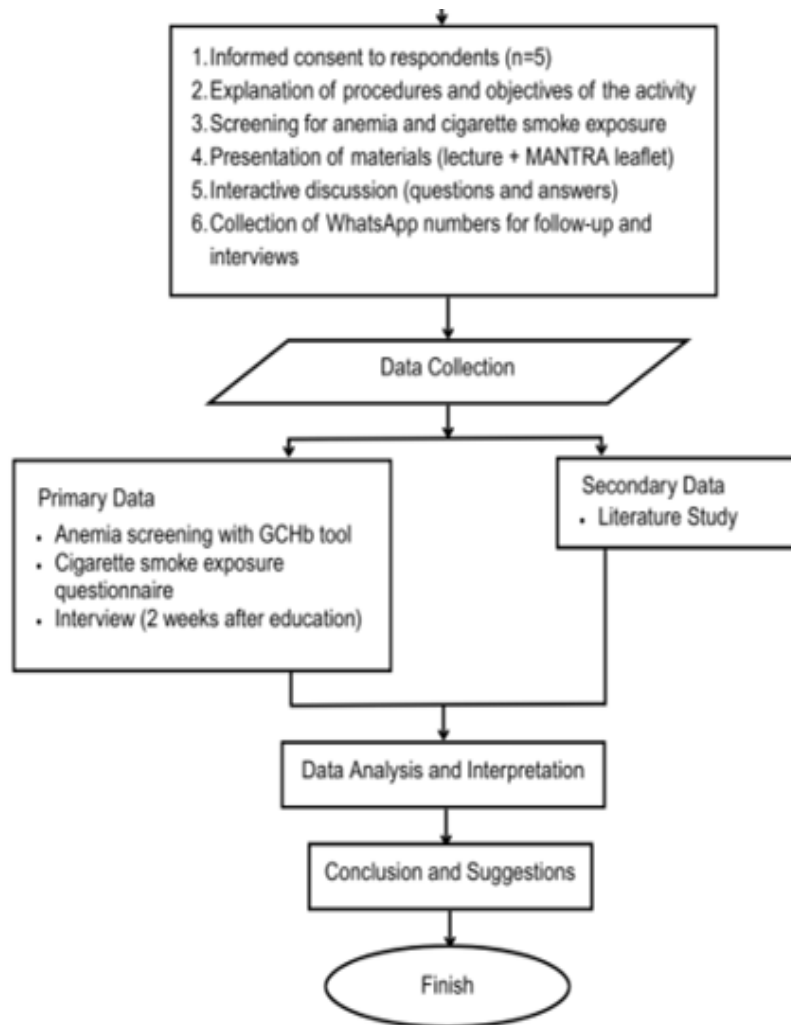 1. Informed consent to respondents (n=5)
2. Explanation of procedures and objectives of the activity
3. Screening for anemia and cigarette smoke exposure
4. Presentation of materials (lecture + MANTRA leaflet)
5. Interactive discussion (questions and answers)
6. Collection of WhatsApp numbers for follow-up and
interviews
Data Collection
Primary Data
• Anemia screening with GCHb tool
• Cigarette smoke exposure
questionnaire
• Interview (2 weeks after education)
Secondary Data
• Literature Study
Data Analysis and Interpretation
Conclusion and Suggestions
Finish